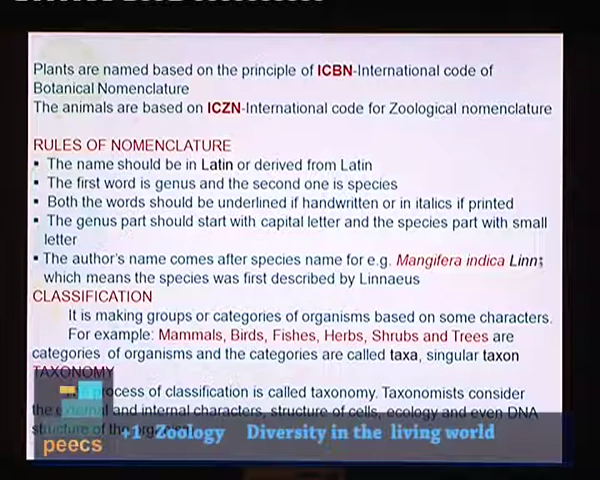 Plants are named based on the principle of ICBN-International code of
Botanical Nomenclature
The animals are based on ICZN-International code for Zoological nomenclature
RULES OF NOMENCLATURE
▪ The name should be in Latin or derived from Latin
▪ The first word is genus and the second one is species
▪ Both the words should be underlined if handwritten or in italics if printed
▪ The genus part should start with capital letter and the species part with small
letter
▪ The author's name comes after species name for e.g. Mangifera indica Linn;
which means the species was first described by Linnaeus
CLASSIFICATION
It is making groups or categories of organisms based on some characters.
For example: Mammals, Birds, Fishes, Herbs, Shrubs and Trees are
categories of organisms and the categories are called taxa, singular taxon
TAXONOMY
process of classification is called taxonomy. Taxonomists consider
the external and internal characters, structure of cells, ecology and even DNA
structure of the
+1 Zoology Diversity in the living world
peecs